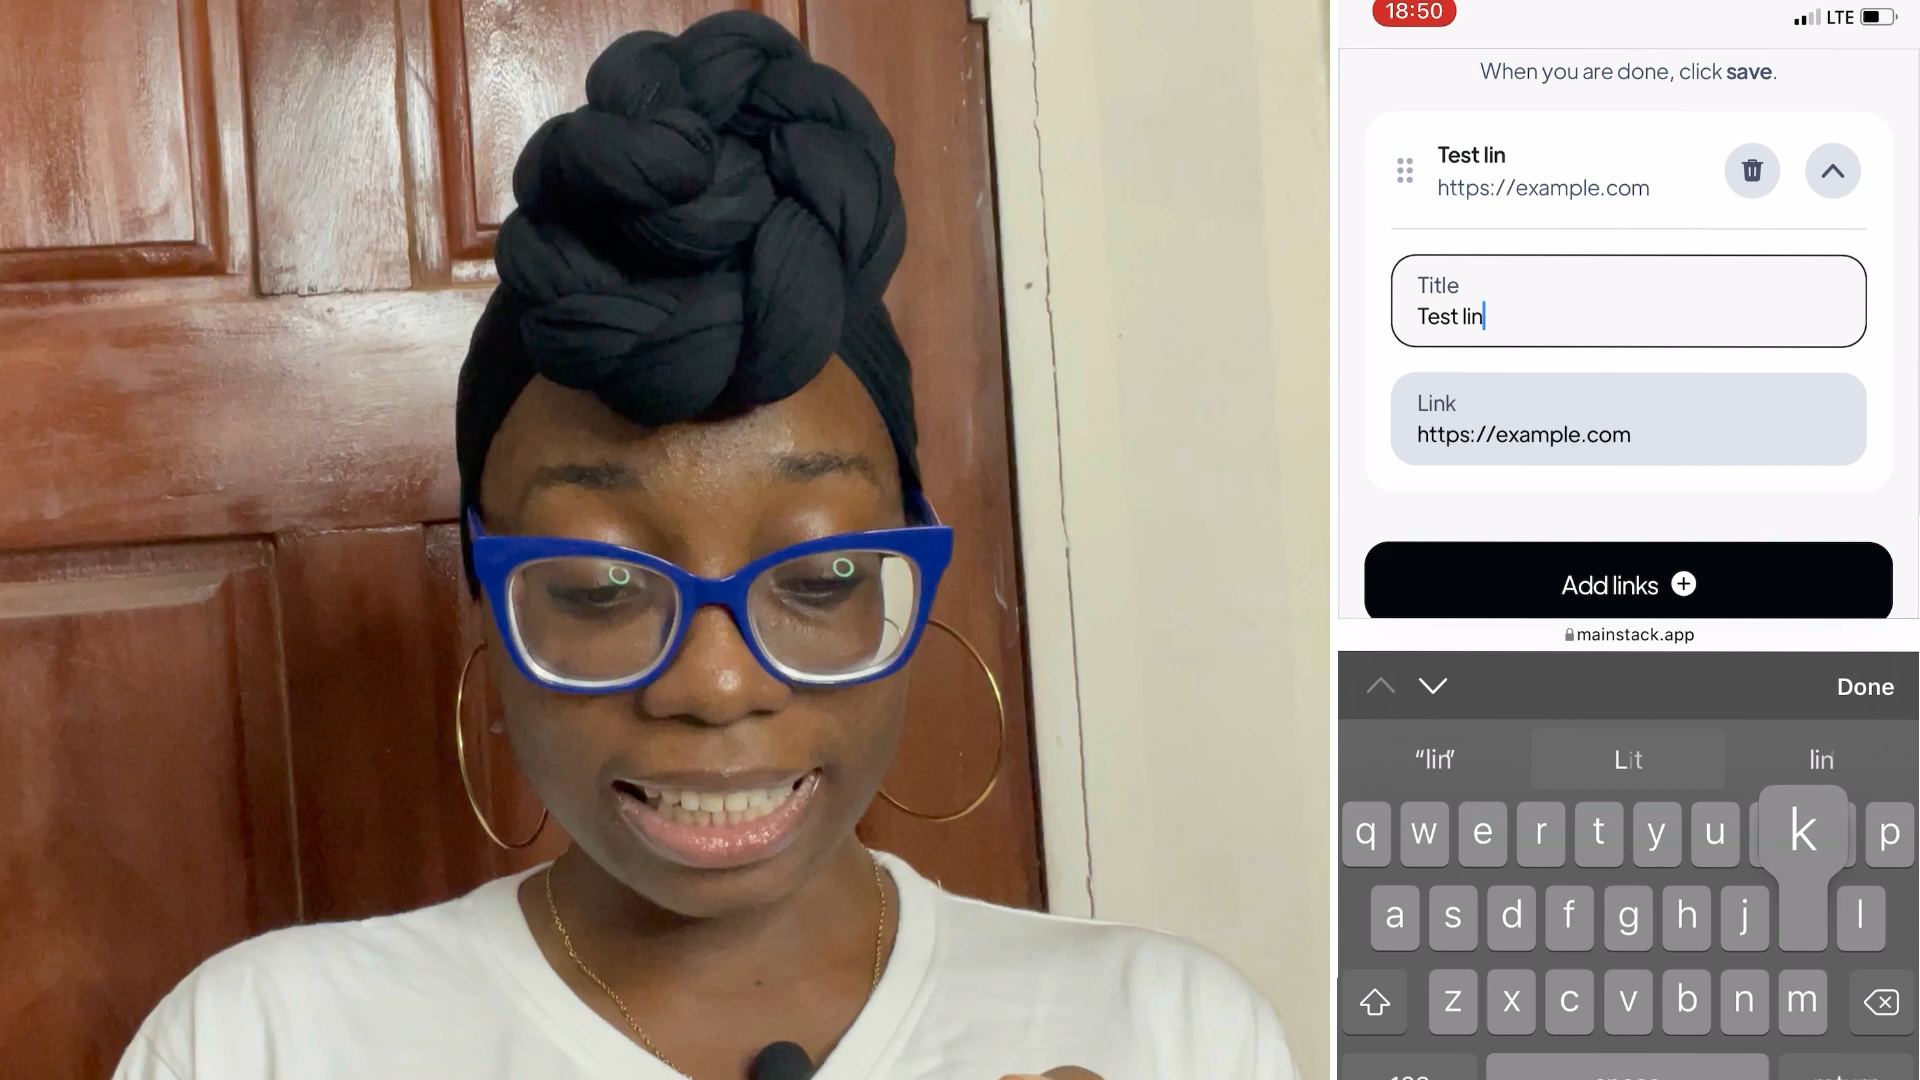 18:50
LTE
When you are done, click save.
Test lin
https://example.com
Title
Test lin
Link
https://example.com
Add links
mainstack.app
Done
“lin” Lit lin
q w e r t y u k p
a s d f g h j l
z x c v b n m